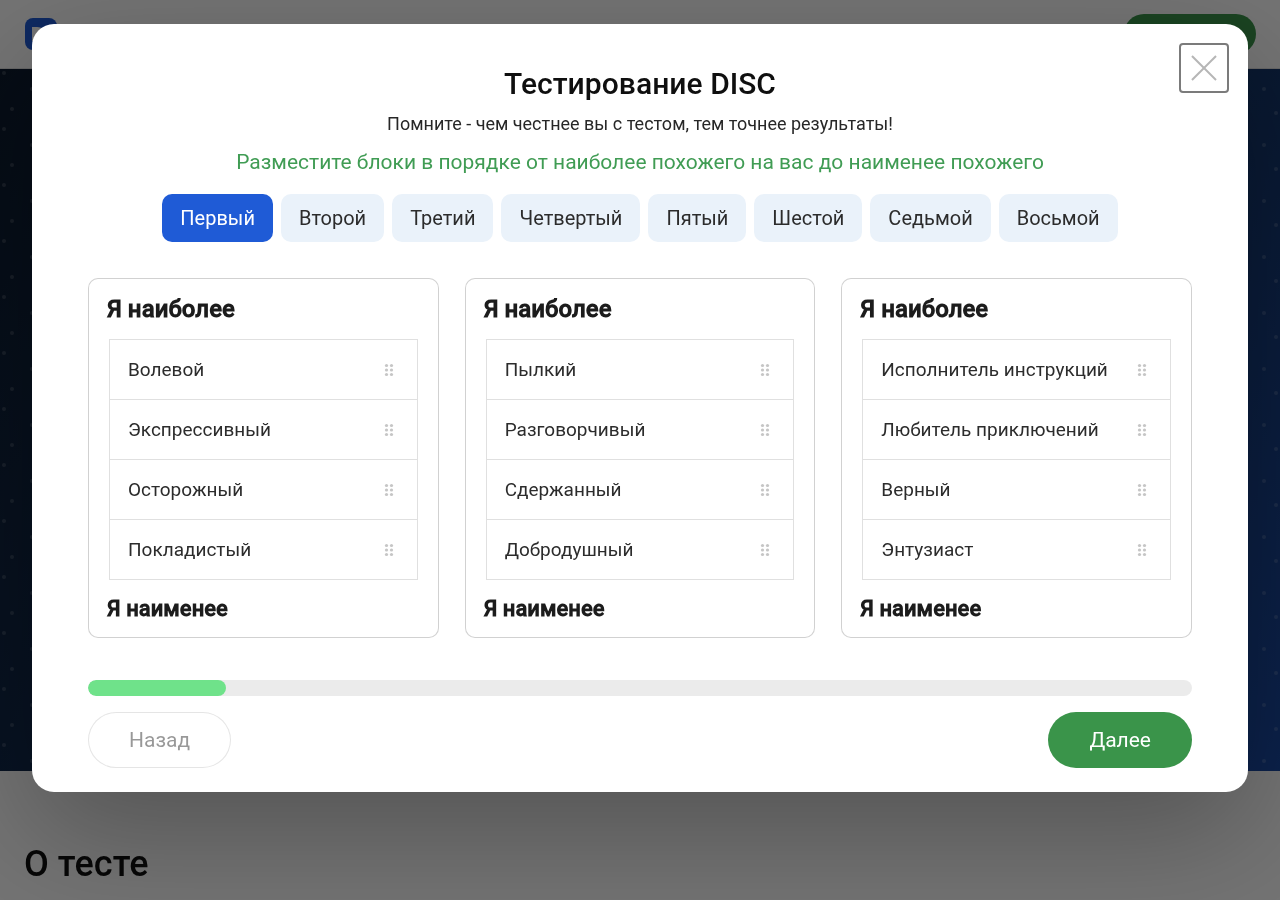 Тестирование DISC
Помните - чем честнее вы с тестом, тем точнее результаты!
Разместите блоки в порядке от наиболее похожего на вас до наименее похожего
Первый Второй Третий Четвертый Пятый Шестой Седьмой Восьмой
Я наиболее
Волевой
Экспрессивный
Осторожный
Покладистый
Я наименее
Я наиболее
Пылкий
Разговорчивый
Сдержанный
Добродушный
Я наименее
Я наиболее
Исполнитель инструкций
Любитель приключений
Верный
Энтузиаст
Я наименее
Назад
Далее
О тесте